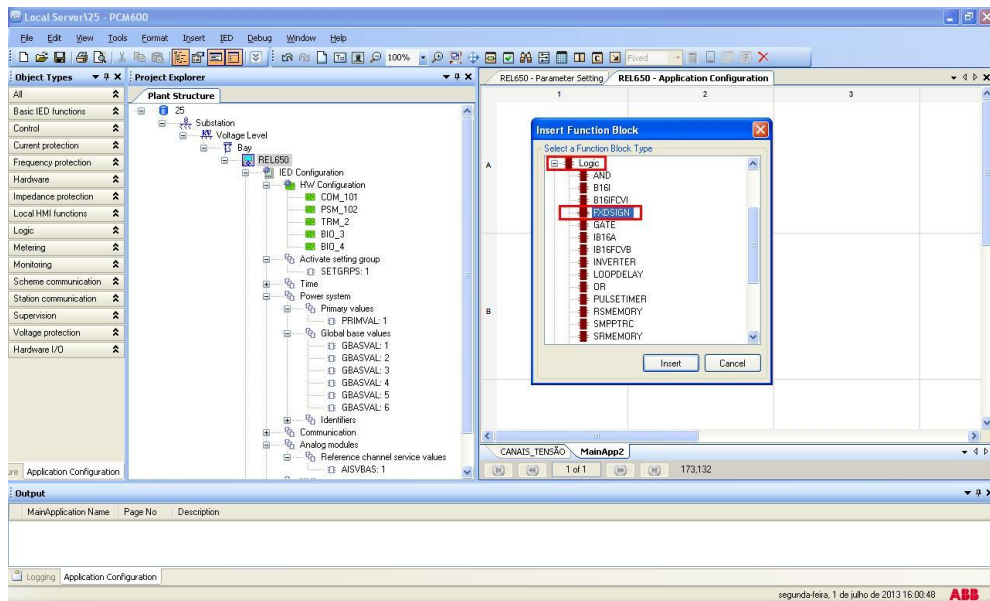 Local Server\25 - PCM600
File Edit View Tools Format Insert IED Debug Window Help
100%
Fixed
Object Types
All
Basic IED functions
Control
Current protection
Frequency protection
Hardware
Impedance protection
Local HMI functions
Logic
Metering
Monitoring
Scheme communication
Station communication
Supervision
Voltage protection
Hardware I/O
Application Configuration
Project Explorer
Plant Structure
25
Substation
Voltage Level
Bay
REL650
IED Configuration
HW Configuration
COM_101
PSM_102
TRM_2
BIO_3
BIO_4
Activate setting group
SETGRPS: 1
Time
Power system
Primary values
PRIMVAL: 1
Global base values
GBASVAL: 1
GBASVAL: 2
GBASVAL: 3
GBASVAL: 4
GBASVAL: 5
GBASVAL: 6
Identifiers
Communication
Analog modules
Reference channel service values
AISVBAS: 1
REL650 - Parameter Setting
REL650 - Application Configuration
1 2 3
A
B
Insert Function Block
Select a Function Block Type
Logic
AND
B16I
B16IFCVI
FXDSIGN
GATE
IB16A
IB16FCVB
INVERTER
LOOPDELAY
OR
PULSETIMER
RSMEMORY
SMPPTRC
SRMEMORY
Insert Cancel
CANAIS_TENSÃO MainApp2
1 of 1 173,132
Output
MainApplication Name Page No Description
Logging Application Configuration
segunda-feira, 1 de julho de 2013 16:00:48 ABB